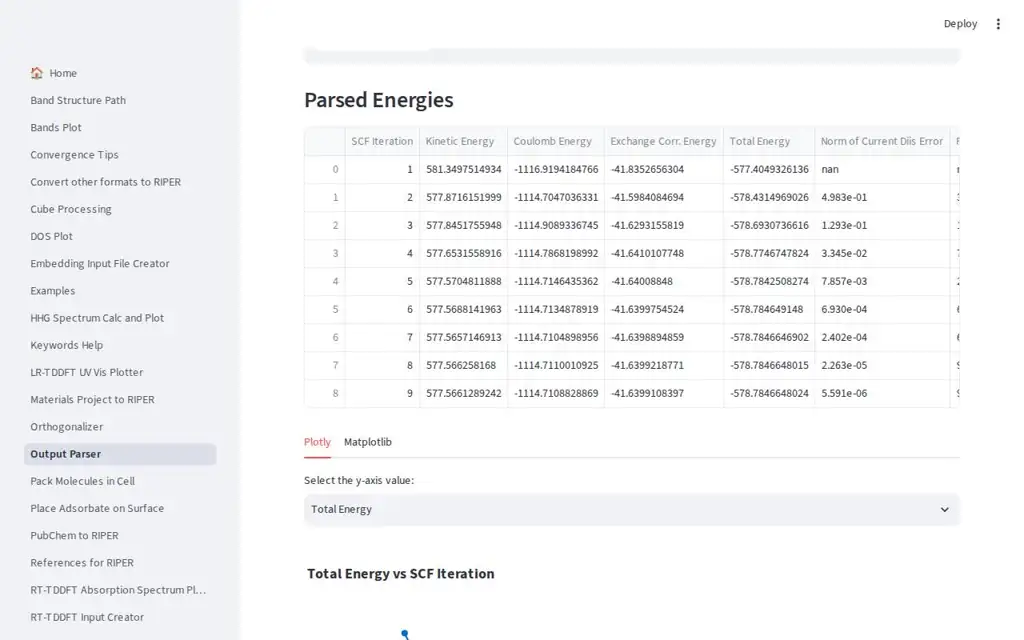 Deploy
🏠 Home
Band Structure Path
Bands Plot
Convergence Tips
Convert other formats to RIPER
Cube Processing
DOS Plot
Embedding Input File Creator
Examples
HHG Spectrum Calc and Plot
Keywords Help
LR-TDDFT UV Vis Plotter
Materials Project to RIPER
Orthogonalizer
Output Parser
Pack Molecules in Cell
Place Adsorbate on Surface
PubChem to RIPER
References for RIPER
RT-TDDFT Absorption Spectrum Pl...
RT-TDDFT Input Creator
Parsed Energies
SCF Iteration Kinetic Energy Coulomb Energy Exchange Corr. Energy Total Energy Norm of Current Diis Error
0 1 581.3497514934 -1116.9194184766 -41.8352656304 -577.4049326136 nan
1 2 577.8716151999 -1114.7047036331 -41.5984084694 -578.4314969026 4.983e-01
2 3 577.8451755948 -1114.9089336745 -41.6293155819 -578.6930736616 1.293e-01
3 4 577.6531558916 -1114.7868198992 -41.6410107748 -578.7746747824 3.345e-02
4 5 577.5704811888 -1114.7146435362 -41.64008848 -578.7842508274 7.857e-03
5 6 577.5688141963 -1114.7134878919 -41.6399754524 -578.784649148 6.930e-04
6 7 577.5657146913 -1114.7104898956 -41.6398894859 -578.7846646902 2.402e-04
7 8 577.566258168 -1114.7110010925 -41.6399218771 -578.7846648015 2.263e-05
8 9 577.5661289242 -1114.7108828869 -41.6399108397 -578.7846648024 5.591e-06
Plotly Matplotlib
Select the y-axis value:
Total Energy
Total Energy vs SCF Iteration